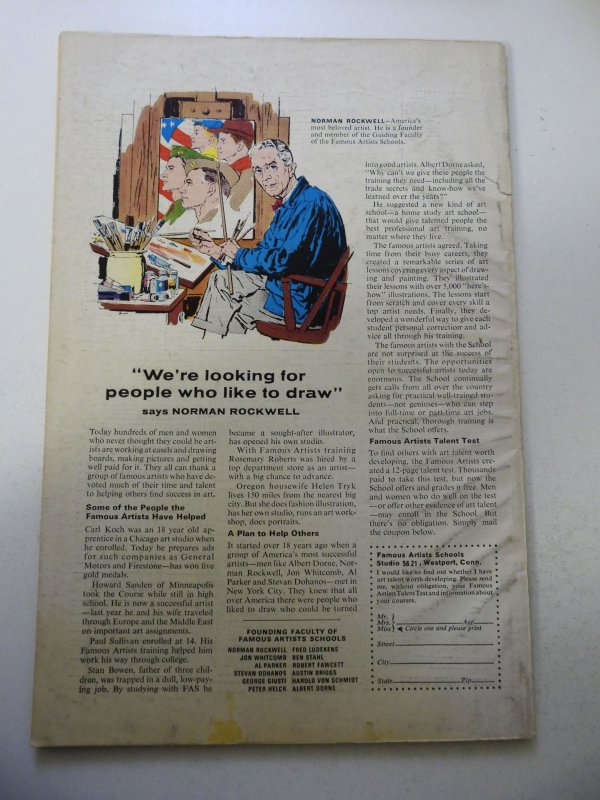 NORMAN ROCKWELL—America's
most beloved artist. He is a founder
and member of the Guiding Faculty
of the Famous Artists Schools.
"We're looking for
people who like to draw"
says NORMAN ROCKWELL
Today hundreds of men and women
who never thought they could be art-
ists are working at easels and drawing
boards, making pictures and getting
well paid for it. They all can thank a
group of famous artists who have de-
voted much of their time and talent
to helping others find success in art.
Some of the People the
Famous Artists Have Helped
Carl Koch was an 18 year old ap-
prentice in a Chicago art studio when
he enrolled. Today he prepares ads
for such companies as General
Motors and Firestone—has won five
gold medals.
Howard Sanden of Minneapolis
took the Course while still in high
school. He is now a successful artist
—last year he and his wife traveled
through Europe and the Middle East
on important art assignments.
Paul Sullivan enrolled at 14. His
Famous Artists training helped him
work his way through college.
Stan Bowen, father of three chil-
dren, was trapped in a dull, low-pay-
ing job. By studying with FAS he
became a sought-after illustrator,
has opened his own studio.
With Famous Artists training
Rosemary Roberts was hired by a
top department store as an artist—
with a big chance to advance.
Oregon housewife Helen Tryk
lives 150 miles from the nearest big
city. But she does fashion illustration,
has her own studio, runs an art work-
shop, does portraits.
A Plan to Help Others
It started over 18 years ago when a
group of America's most successful
artists—men like Albert Dorne, Nor-
man Rockwell, Jon Whitcomb, Al
Parker and Stevan Dohanos—met in
New York City. They knew that all
over America there were people who
liked to draw who could be turned
FOUNDING FACULTY OF
FAMOUS ARTISTS SCHOOLS
NORMAN ROCKWELL FRED LUDEKENS
JON WHITCOMB BEN STAHL
AL PARKER ROBERT FAWCETT
STEVAN DOHANOS AUSTIN BRIGGS
GEORGE GIUSTI HAROLD VON SCHMIDT
PETER HELCK ALBERT DORNE
into good artists. Albert Dorne asked,
"Why can't we give these people the
training they need—including all the
trade secrets and know-how we've
learned over the years?"
He suggested a new kind of art
school—a home study art school—
that would give talented people the
best professional art training, no
matter where they live.
The famous artists agreed. Taking
time from their busy careers, they
created a remarkable series of art
lessons covering every aspect of draw-
ing and painting. They illustrated
their lessons with over 5,000 "here's-
how" illustrations. The lessons start
from scratch and cover every skill a
top artist needs. Finally, they de-
veloped a wonderful way to give each
student personal correction and ad-
vice all through his training.
The famous artists with the School
are not surprised at the success of
their students. The opportunities
open to successful artists today are
enormous. The School continually
gets calls from all over the country
asking for practical well-trained stu-
dents—not geniuses—who can step
into full-time or part-time art jobs.
And practical, thorough training is
what the School offers.
Famous Artists Talent Test
To find others with art talent worth
developing, the Famous Artists cre-
ated a 12-page talent test. Thousands
paid to take this test, but now the
School offers and grades it free. Men
and women who do well on the test
—or offer other evidence of art talent
—may enroll in the School. But
there's no obligation. Simply mail
the coupon below.
Famous Artists Schools
Studio 5621, Westport, Conn.
I would like to find out whether I have
art talent worth developing. Please send
me, without obligation, your Famous
Artists Talent Test and information about
your courses.
Mr.
Mrs. Age
Miss Circle one and please print
Street
City
State Zip